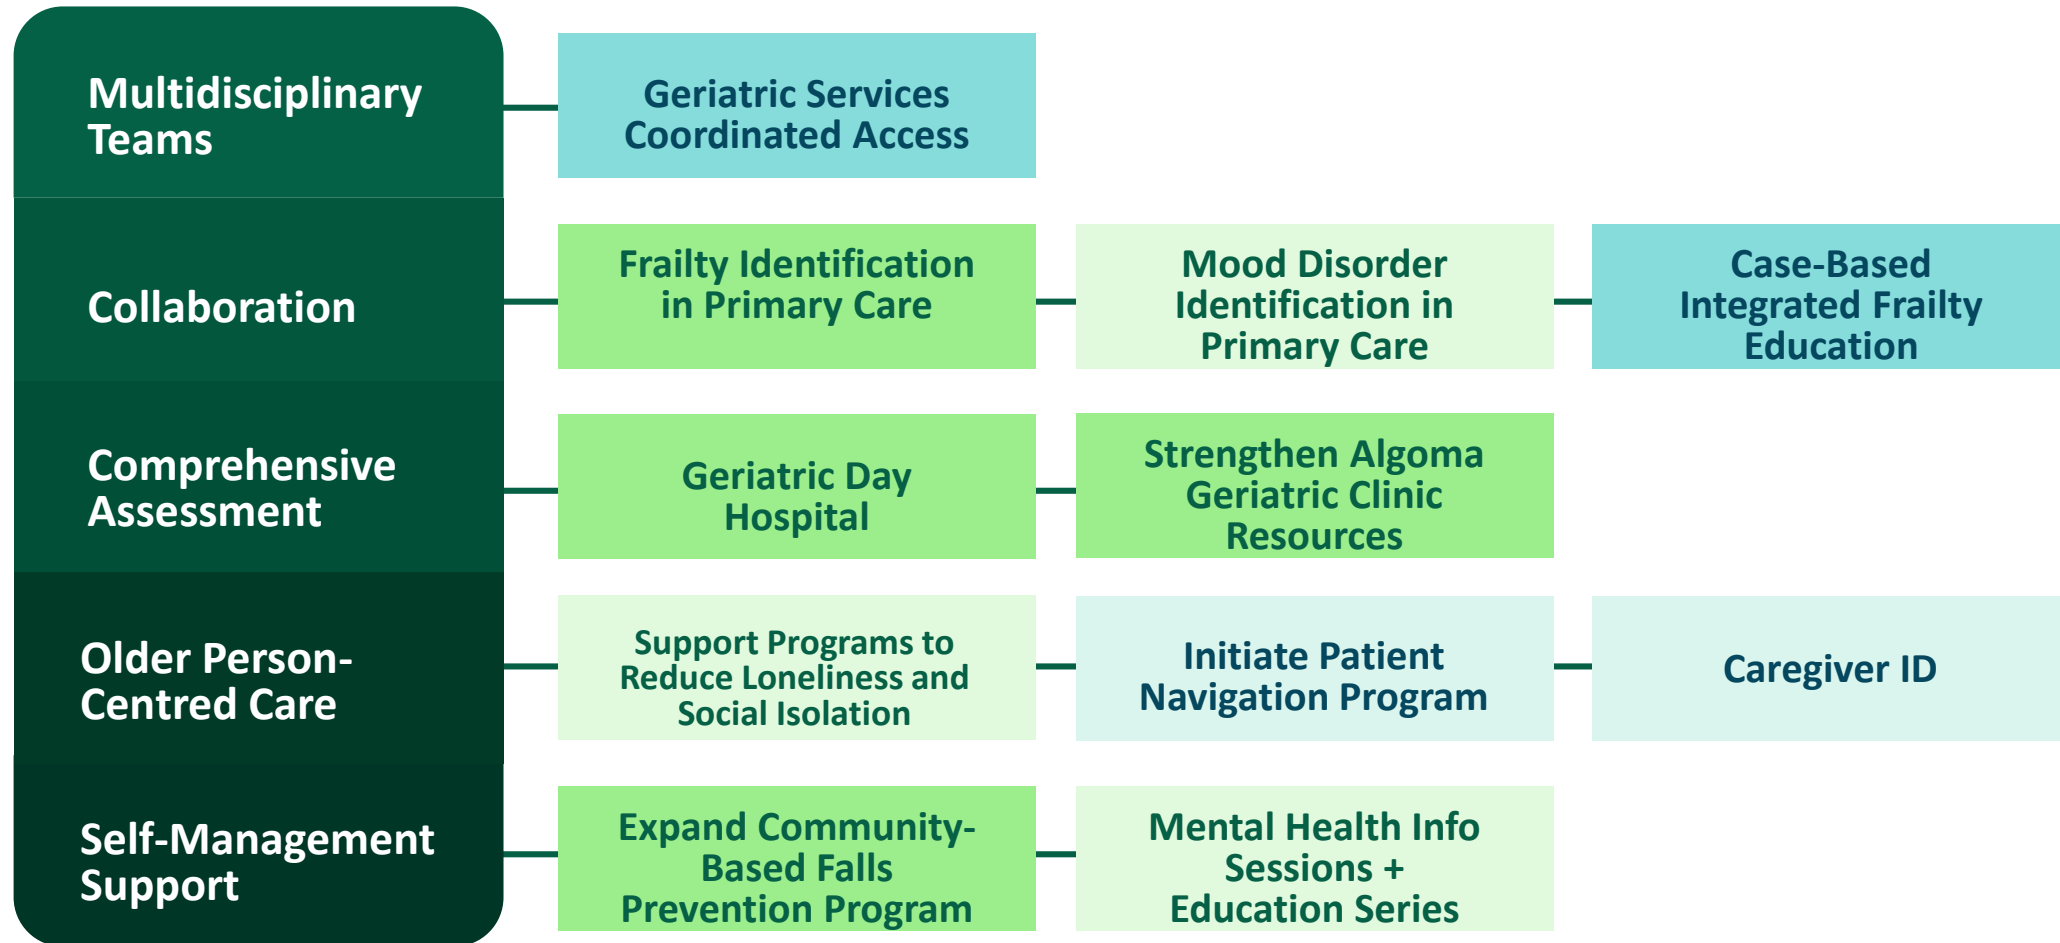 Multidisciplinary
Teams
Geriatric Services
Coordinated Access
Collaboration
Frailty Identification
in Primary Care
Mood Disorder
Identification in
Primary Care
Case-Based
Integrated Frailty
Education
Comprehensive
Assessment
Geriatric Day
Hospital
Strengthen Algoma
Geriatric Clinic
Resources
Older Person-
Centred Care
Support Programs to
Reduce Loneliness and
Social Isolation
Initiate Patient
Navigation Program
Caregiver ID
Self-Management
Support
Expand Community-
Based Falls
Prevention Program
Mental Health Info
Sessions +
Education Series